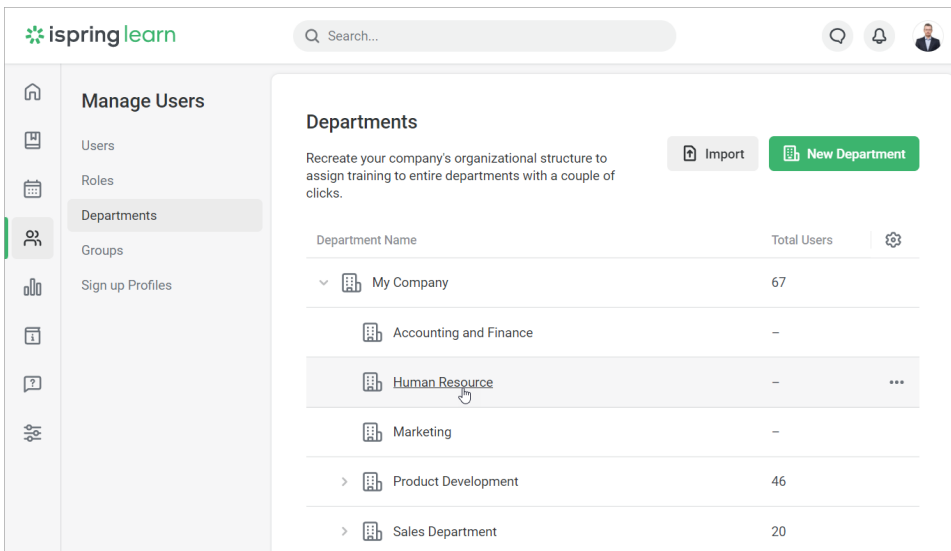 ispring learn
Search...
Manage Users
Users
Roles
Departments
Groups
Sign up Profiles
Departments
Recreate your company's organizational structure to
assign training to entire departments with a couple of
clicks.
Import
New Department
Department Name Total Users
My Company 67
Accounting and Finance –
Human Resource –
Marketing –
Product Development 46
Sales Department 20